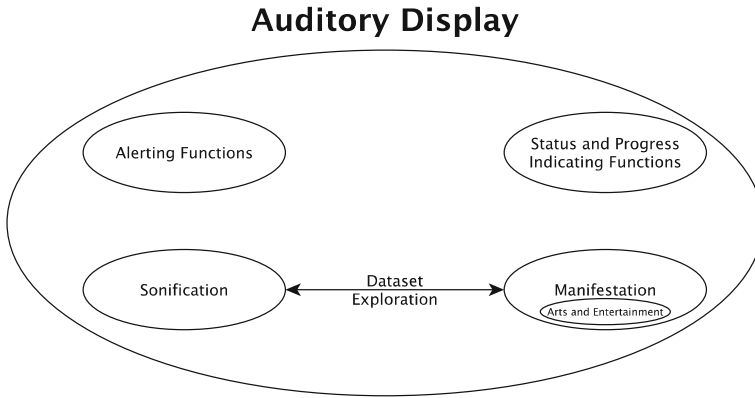 Auditory Display
Alerting Functions
Status and Progress
Indicating Functions
Sonification
Dataset
Exploration
Manifestation
Arts and Entertainment